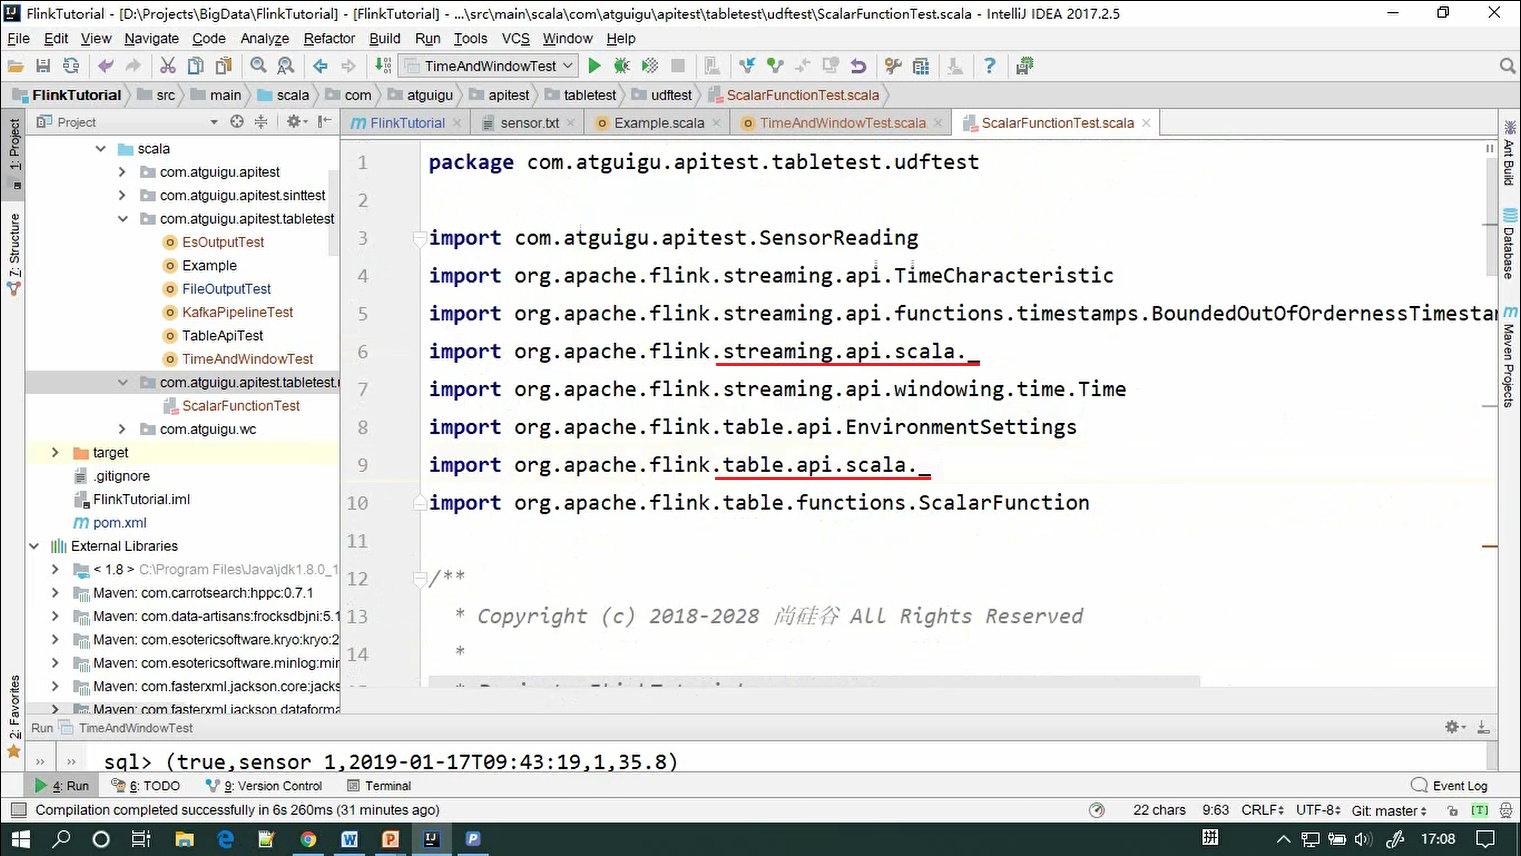 FlinkTutorial - [D:\Projects\BigData\FlinkTutorial] - [FlinkTutorial] - ...\src\main\scala\com\atguigu\apitest\tabletest\udftest\ScalarFunctionTest.scala - IntelliJ IDEA 2017.2.5
File Edit View Navigate Code Analyze Refactor Build Run Tools VCS Window Help
TimeAndWindowTest
FlinkTutorial src main scala com atguigu apitest tabletest udftest ScalarFunctionTest.scala
Project
FlinkTutorial sensor.txt Example.scala TimeAndWindowTest.scala ScalarFunctionTest.scala
1: Project
7: Structure
2: Favorites
scala
com.atguigu.apitest
com.atguigu.apitest.sinttest
com.atguigu.apitest.tabletest
EsOutputTest
Example
FileOutputTest
KafkaPipelineTest
TableApiTest
TimeAndWindowTest
com.atguigu.apitest.tabletest.u
ScalarFunctionTest
com.atguigu.wc
target
.gitignore
FlinkTutorial.iml
pom.xml
External Libraries
< 1.8 > C:\Program Files\Java\jdk1.8.0_1
Maven: com.carrotsearch:hppc:0.7.1
Maven: com.data-artisans:frocksdbjni:5.1
Maven: com.esotericsoftware.kryo:kryo:2
Maven: com.esotericsoftware.minlog:min
Maven: com.fasterxml.jackson.core:jacks
Maven: com.fasterxml.jackson.dataforma
1 package com.atguigu.apitest.tabletest.udftest
2
3 import com.atguigu.apitest.SensorReading
4 import org.apache.flink.streaming.api.TimeCharacteristic
5 import org.apache.flink.streaming.api.functions.timestamps.BoundedOutOfOrdernessTimestam
6 import org.apache.flink.streaming.api.scala._
7 import org.apache.flink.streaming.api.windowing.time.Time
8 import org.apache.flink.table.api.EnvironmentSettings
9 import org.apache.flink.table.api.scala._
10 import org.apache.flink.table.functions.ScalarFunction
11
12 /**
13 * Copyright (c) 2018-2028 尚硅谷 All Rights Reserved
14 *
Ant Build
Database
Maven Projects
Run TimeAndWindowTest
sql> (true,sensor_1,2019-01-17T09:43:19,1,35.8)
4: Run 6: TODO 9: Version Control Terminal Event Log
Compilation completed successfully in 6s 260ms (31 minutes ago) 22 chars 9:63 CRLF UTF-8 Git: master [T]
拼 17:08